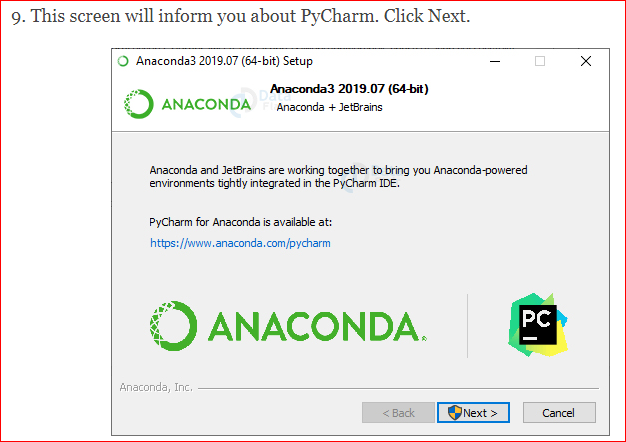 9. This screen will inform you about PyCharm. Click Next.
Anaconda3 2019.07 (64-bit) Setup
ANACONDA
Anaconda3 2019.07 (64-bit)
Anaconda + JetBrains
Anaconda and JetBrains are working together to bring you Anaconda-powered
environments tightly integrated in the PyCharm IDE.
PyCharm for Anaconda is available at:
https://www.anaconda.com/pycharm
ANACONDA.
PC
Anaconda, Inc.
< Back
Next >
Cancel